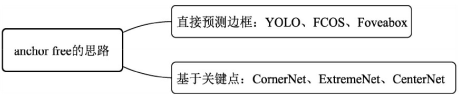 anchor free的思路
直接预测边框：YOLO、FCOS、Foveabox
基于关键点：CornerNet、ExtremeNet、CenterNet